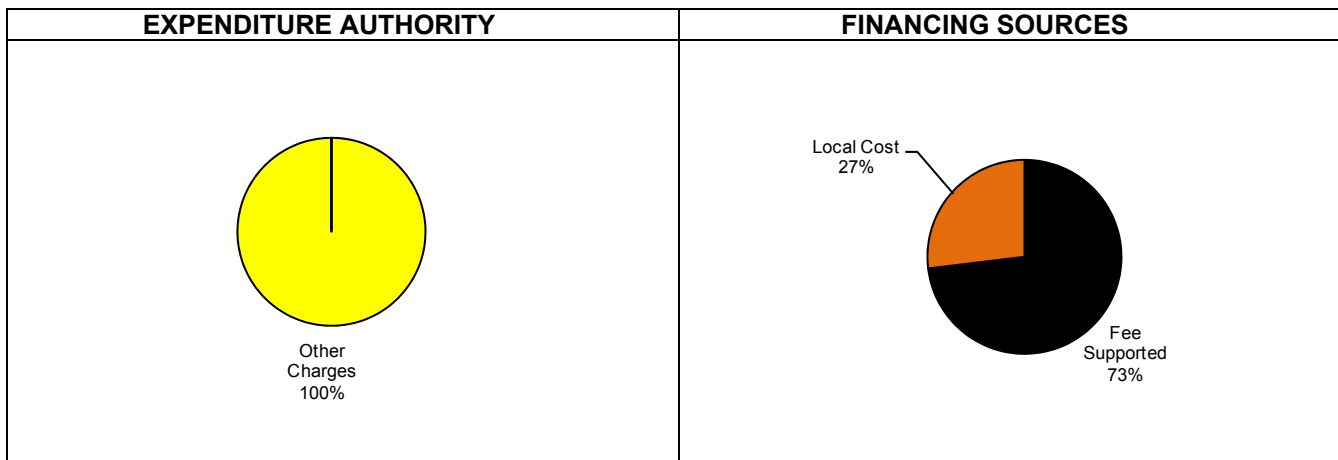 EXPENDITURE AUTHORITY
FINANCING SOURCES
Other
Charges
100%
Local Cost
27%
Fee
Supported
73%